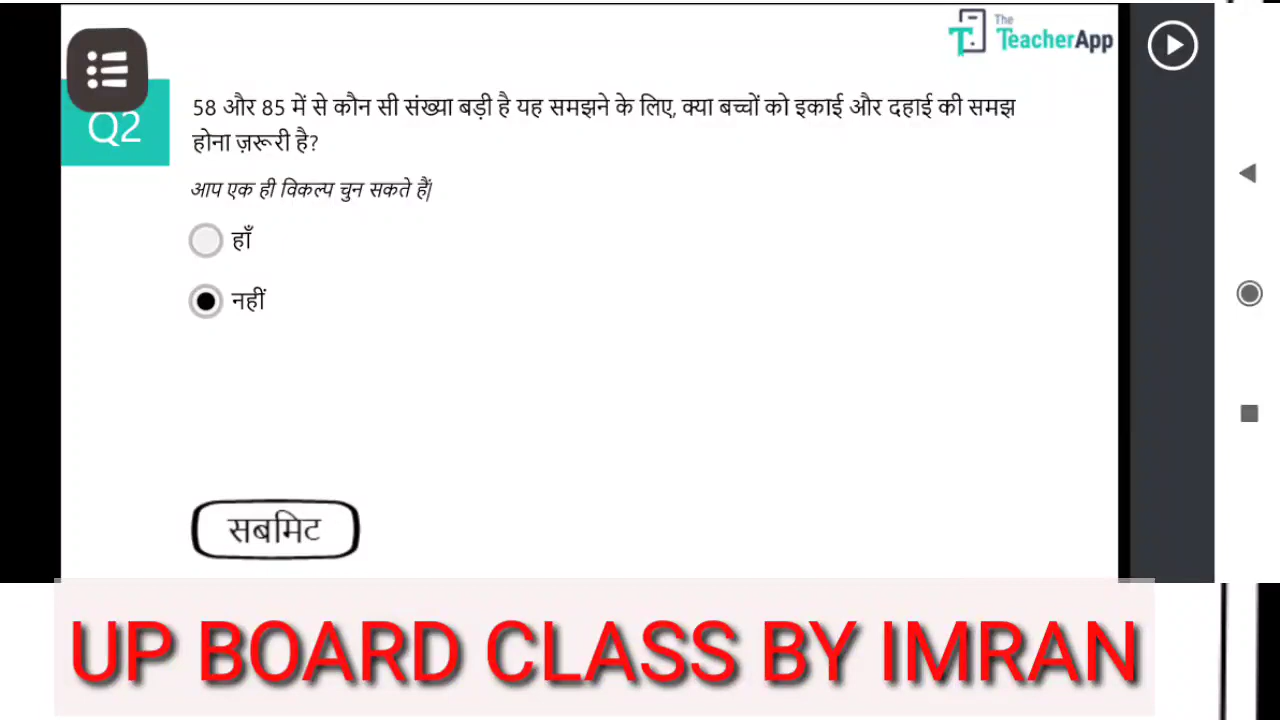 The
TeacherApp
Q2
58 और 85 में से कौन सी संख्या बड़ी है यह समझने के लिए, क्या बच्चों को इकाई और दहाई की समझ
होना ज़रूरी है?
आप एक ही विकल्प चुन सकते हैं|
हाँ
नहीं
सबमिट
UP BOARD CLASS BY IMRAN